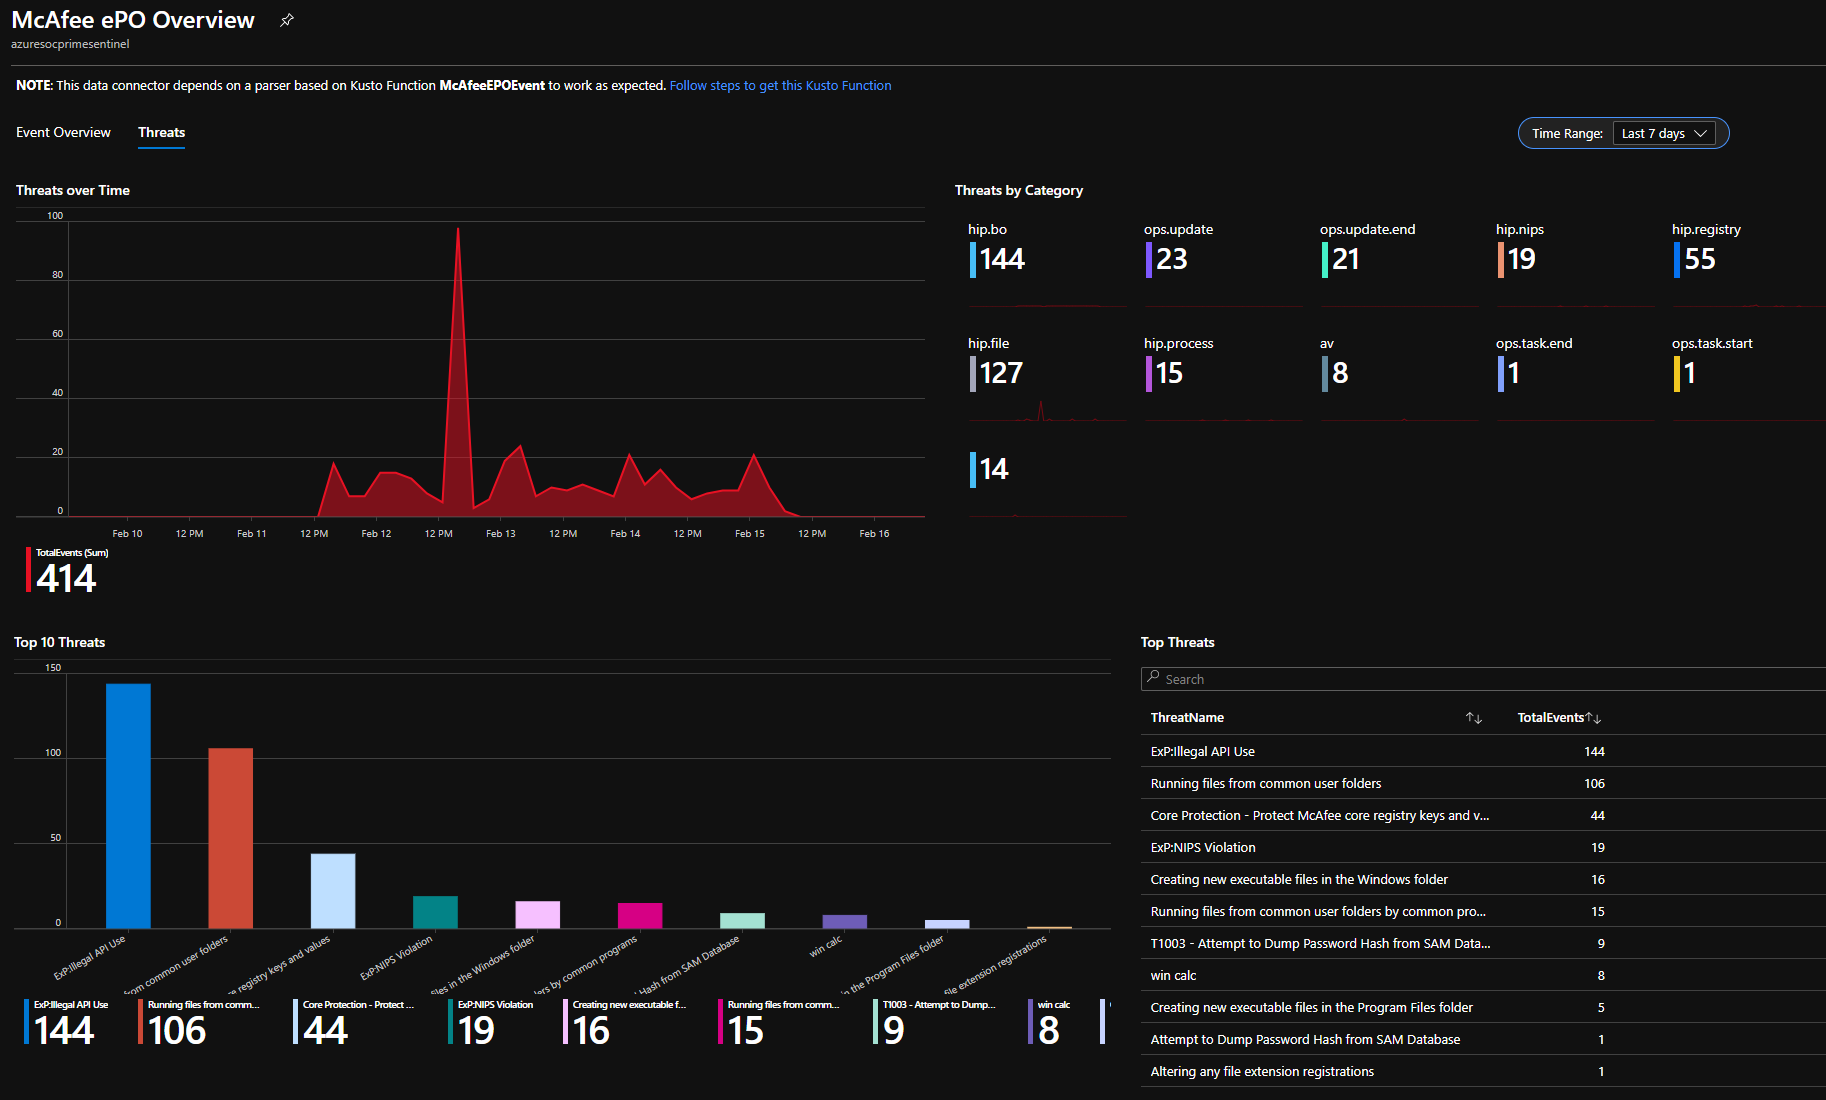 McAfee ePO Overview
azuresocprimesentinel
NOTE: This data connector depends on a parser based on Kusto Function McAfeeEPOEvent to work as expected. Follow steps to get this Kusto Function
Event Overview
Threats
Time Range: Last 7 days
Threats over Time
100
80
60
40
20
0
Feb 10
12 PM
Feb 11
12 PM
Feb 12
12 PM
Feb 13
12 PM
Feb 14
12 PM
Feb 15
12 PM
Feb 16
TotalEvents (Sum)
414
Threats by Category
hip.bo
144
ops.update
23
ops.update.end
21
hip.nips
19
hip.registry
55
hip.file
127
hip.process
15
av
8
ops.task.end
1
ops.task.start
1
14
Top 10 Threats
150
100
50
0
ExP:Illegal API Use
from common user folders
re registry keys and values
ExP:NIPS Violation
files in the Windows folder
ders by common programs
Hash from SAM Database
win calc
in the Program Files folder
file extension registrations
ExP:Illegal API Use
144
Running files from comm...
106
Core Protection - Protect ...
44
ExP:NIPS Violation
19
Creating new executable f...
16
Running files from comm...
15
T1003 - Attempt to Dump...
9
win calc
8
Top Threats
Search
ThreatName
TotalEvents
ExP:Illegal API Use 144
Running files from common user folders 106
Core Protection - Protect McAfee core registry keys and v... 44
ExP:NIPS Violation 19
Creating new executable files in the Windows folder 16
Running files from common user folders by common pro... 15
T1003 - Attempt to Dump Password Hash from SAM Data... 9
win calc 8
Creating new executable files in the Program Files folder 5
Attempt to Dump Password Hash from SAM Database 1
Altering any file extension registrations 1